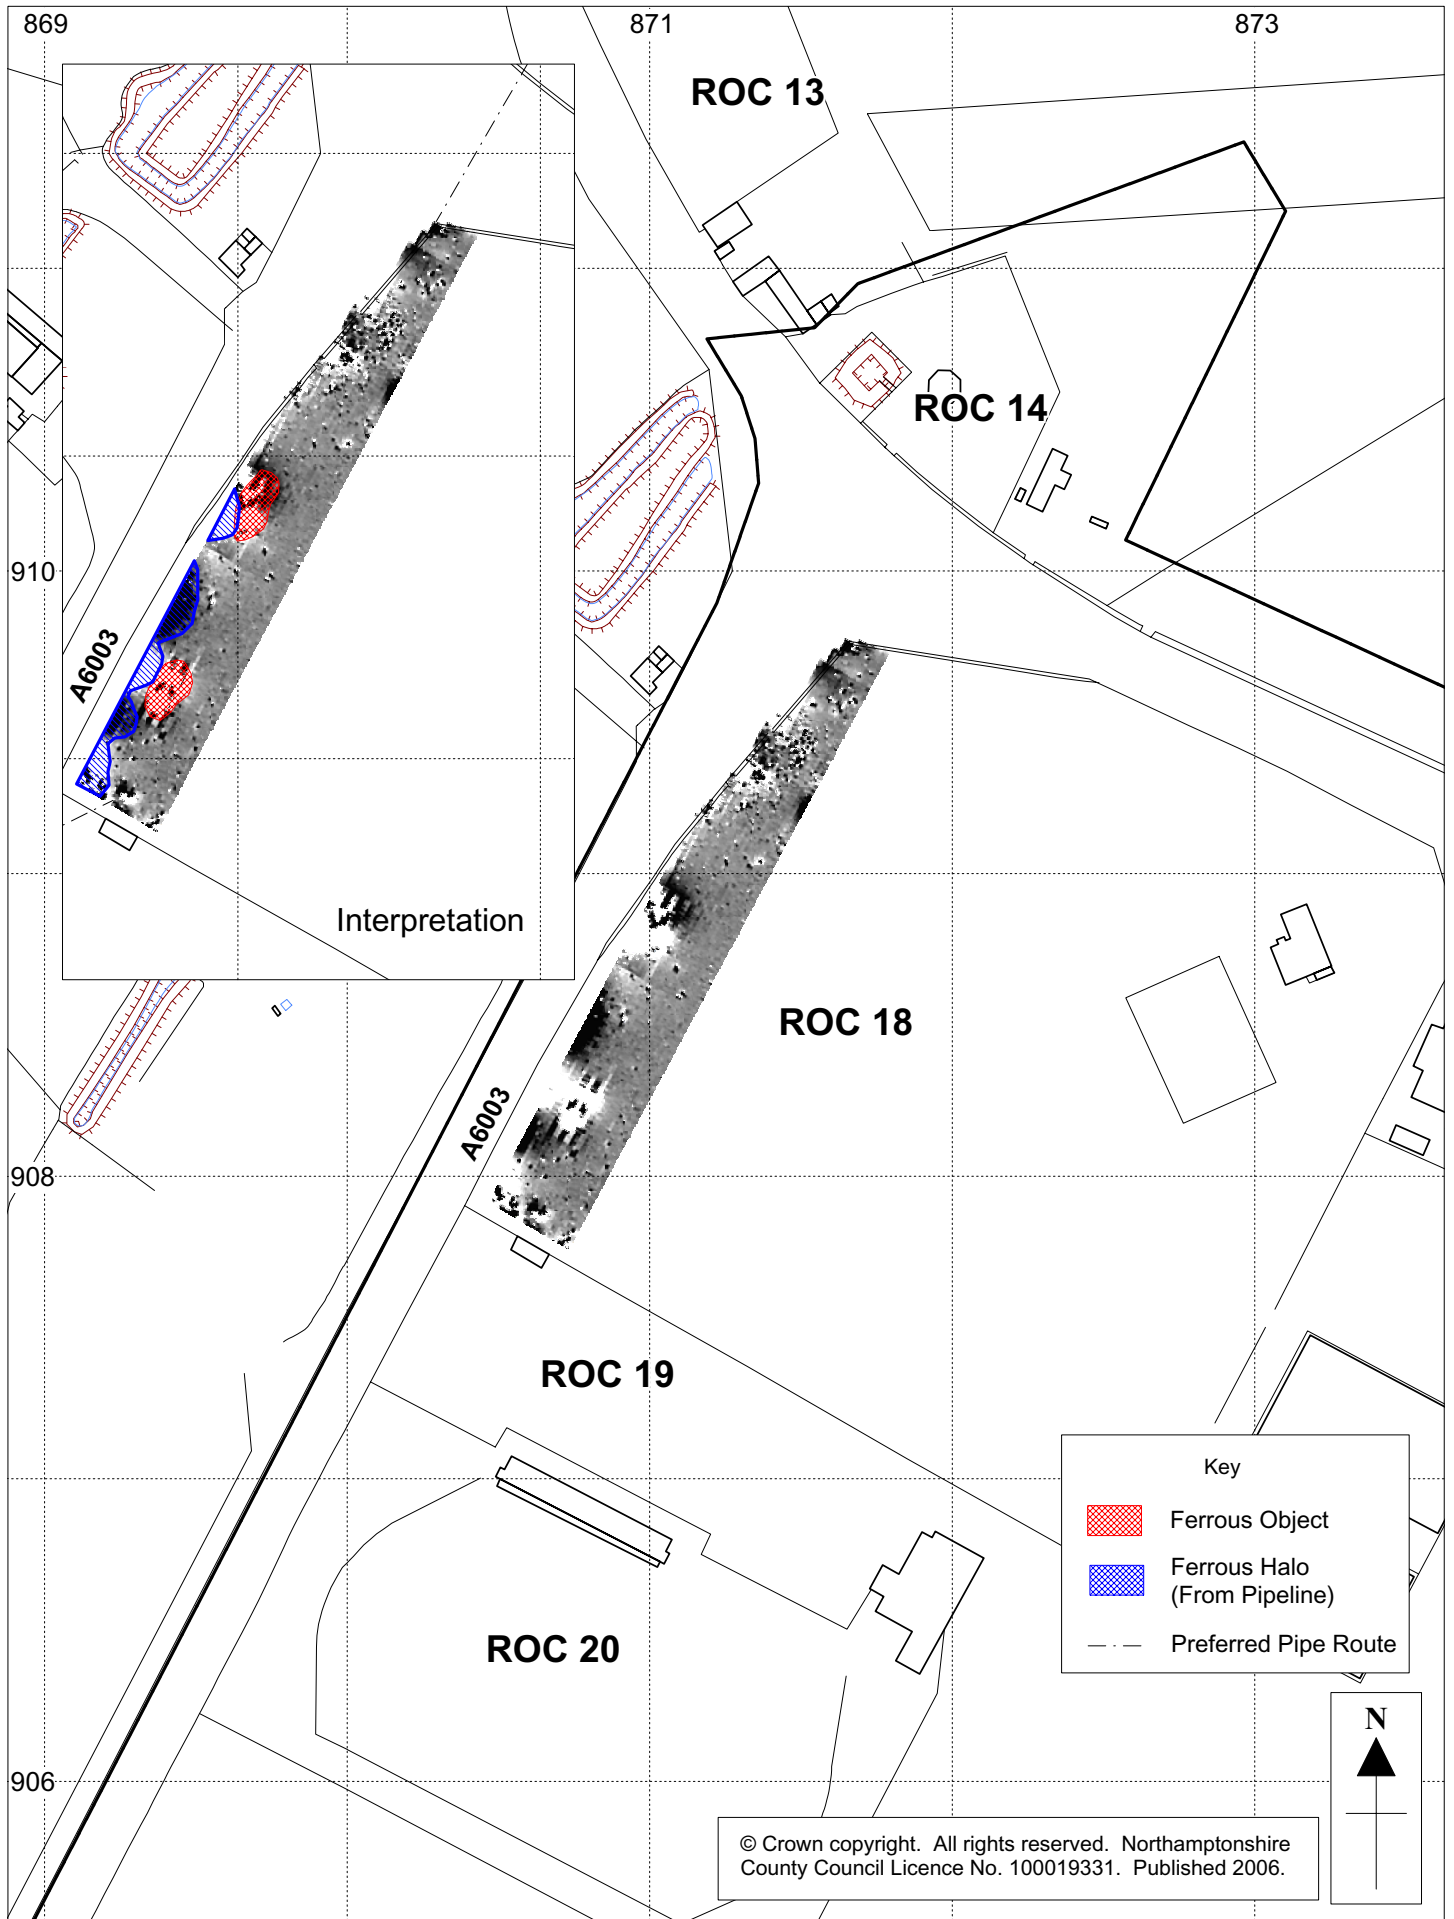 869
871
873
ROC 13
ROC 14
910
A6003
Interpretation
ROC 18
A6003
908
ROC 19
Key
Ferrous Object
Ferrous Halo
(From Pipeline)
Preferred Pipe Route
ROC 20
N
906
© Crown copyright. All rights reserved. Northamptonshire
County Council Licence No. 100019331. Published 2006.